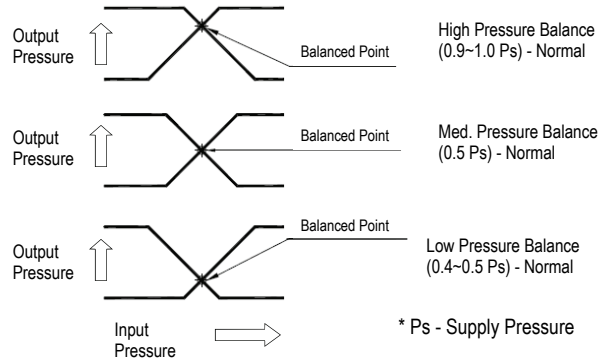 Output
Pressure
Balanced Point
High Pressure Balance
(0.9~1.0 Ps) - Normal
Output
Pressure
Balanced Point
Med. Pressure Balance
(0.5 Ps) - Normal
Output
Pressure
Balanced Point
Low Pressure Balance
(0.4~0.5 Ps) - Normal
Input
Pressure
* Ps - Supply Pressure